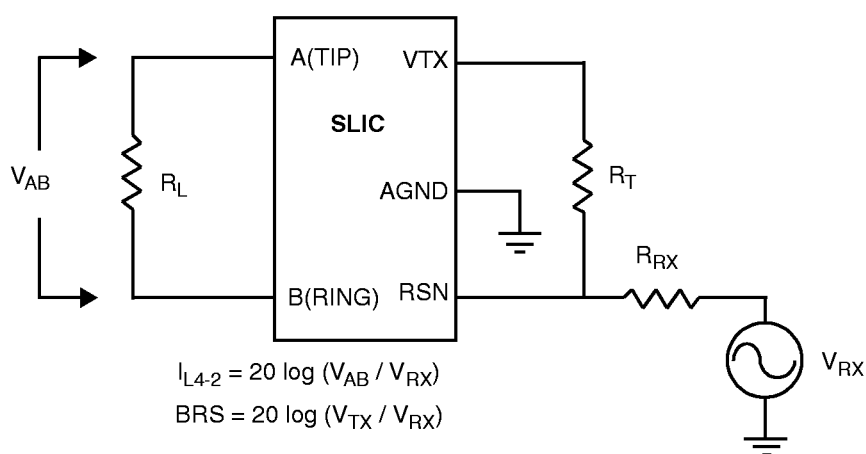 A(TIP)
VTX
SLIC
V_AB
R_L
AGND
R_T
R_RX
B(RING)
RSN
V_RX
I_L4-2 = 20 log (V_AB / V_RX)
BRS = 20 log (V_TX / V_RX)